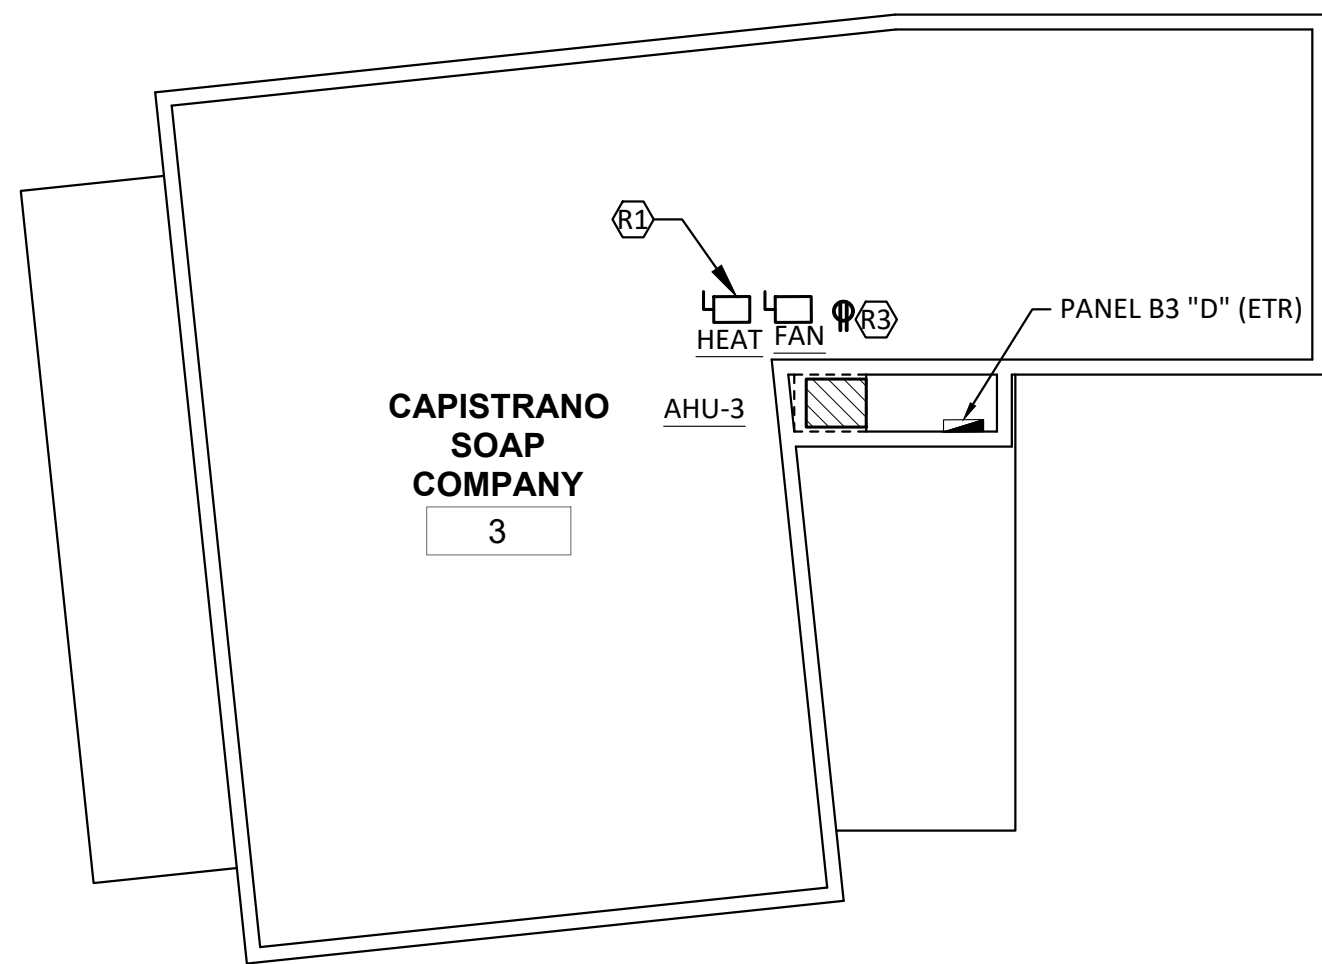 R1
PANEL B3 "D" (ETR)
R3
HEAT
FAN
CAPISTRANO
SOAP
COMPANY
AHU-3
3